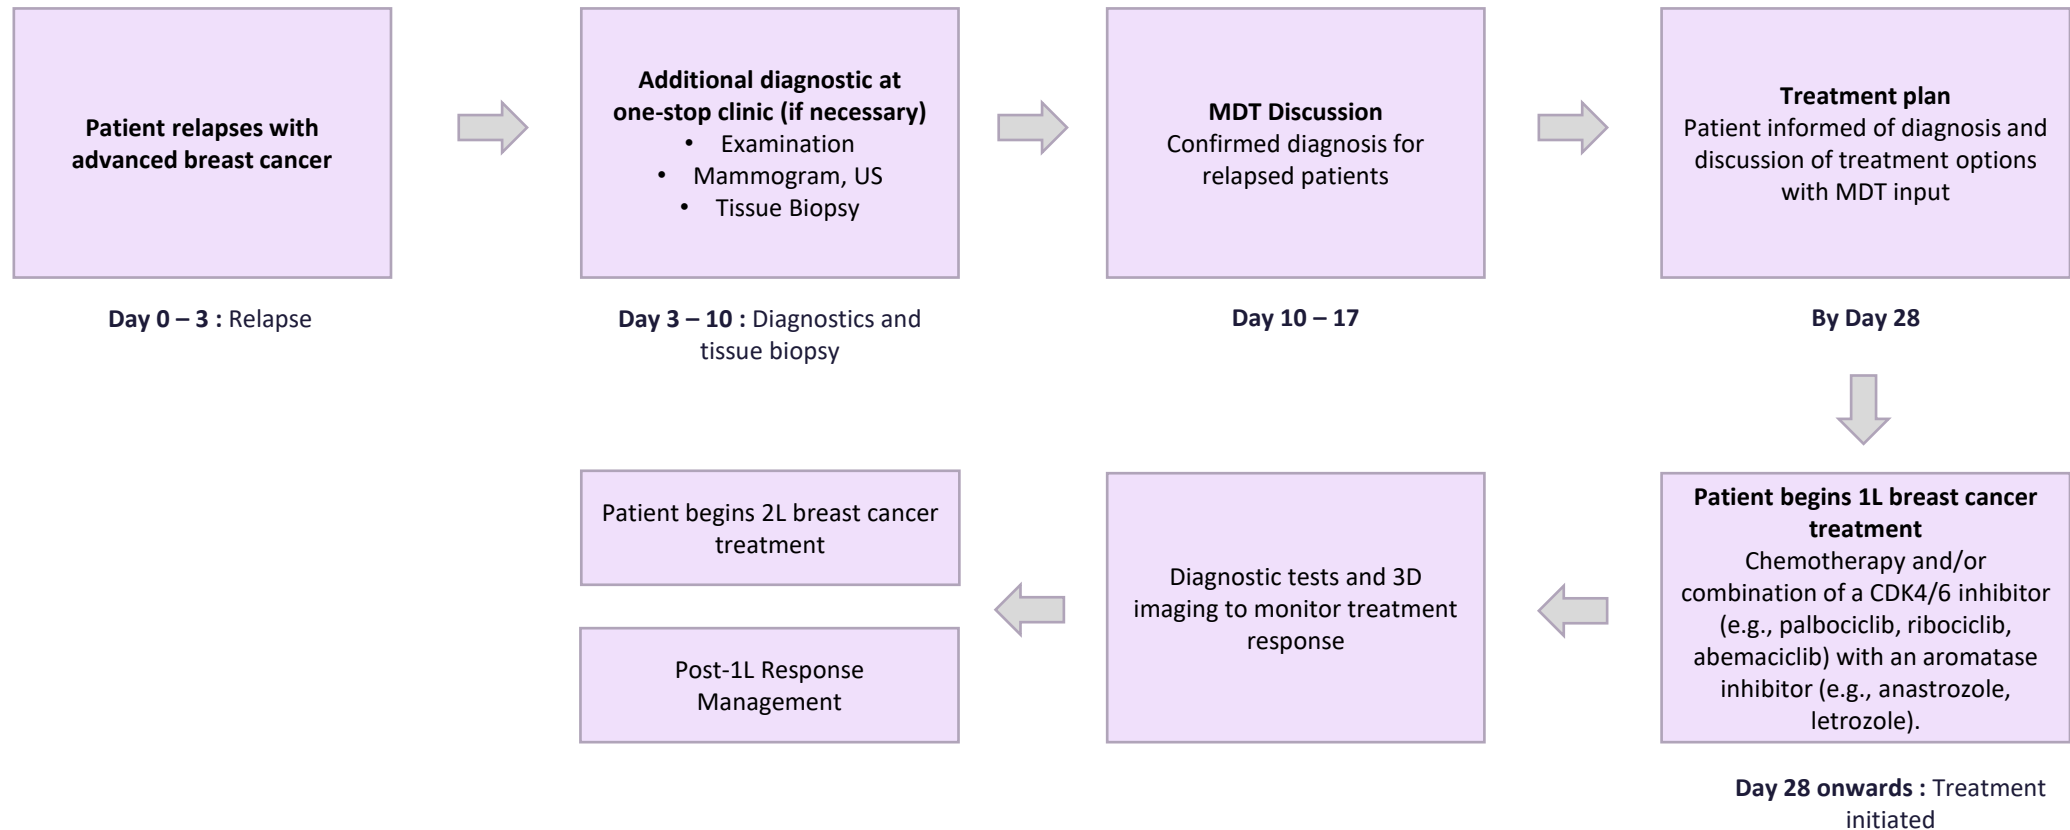 Patient relapses with
advanced breast cancer
Day 0 – 3 : Relapse
Additional diagnostic at
one-stop clinic (if necessary)
• Examination
• Mammogram, US
• Tissue Biopsy
Day 3 – 10 : Diagnostics and
tissue biopsy
MDT Discussion
Confirmed diagnosis for
relapsed patients
Day 10 – 17
Treatment plan
Patient informed of diagnosis and
discussion of treatment options
with MDT input
By Day 28
Patient begins 1L breast cancer
treatment
Chemotherapy and/or
combination of a CDK4/6 inhibitor
(e.g., palbociclib, ribociclib,
abemaciclib) with an aromatase
inhibitor (e.g., anastrozole,
letrozole).
Day 28 onwards : Treatment
initiated
Diagnostic tests and 3D
imaging to monitor treatment
response
Patient begins 2L breast cancer
treatment
Post-1L Response
Management